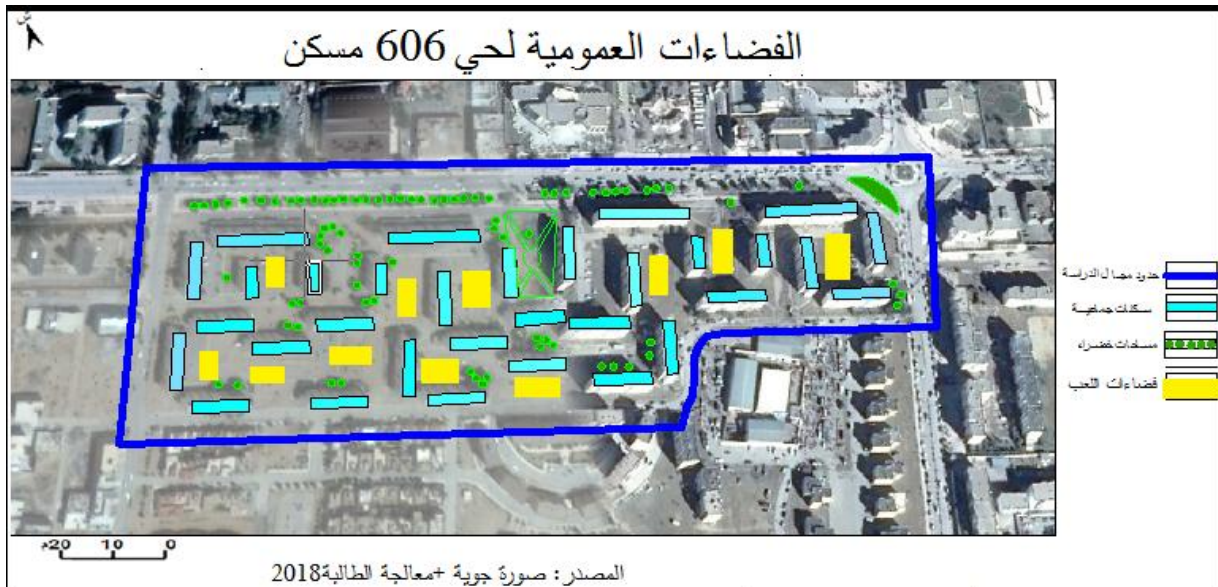 ش
الفضاءات العمومية لحي 606 مسكن
حدود مجال الدراسة
سكنات جماعية
مساحات خضراء
فضاءات اللعب
0 10 20م
المصدر: صورة جوية +معالجة الطالبة2018